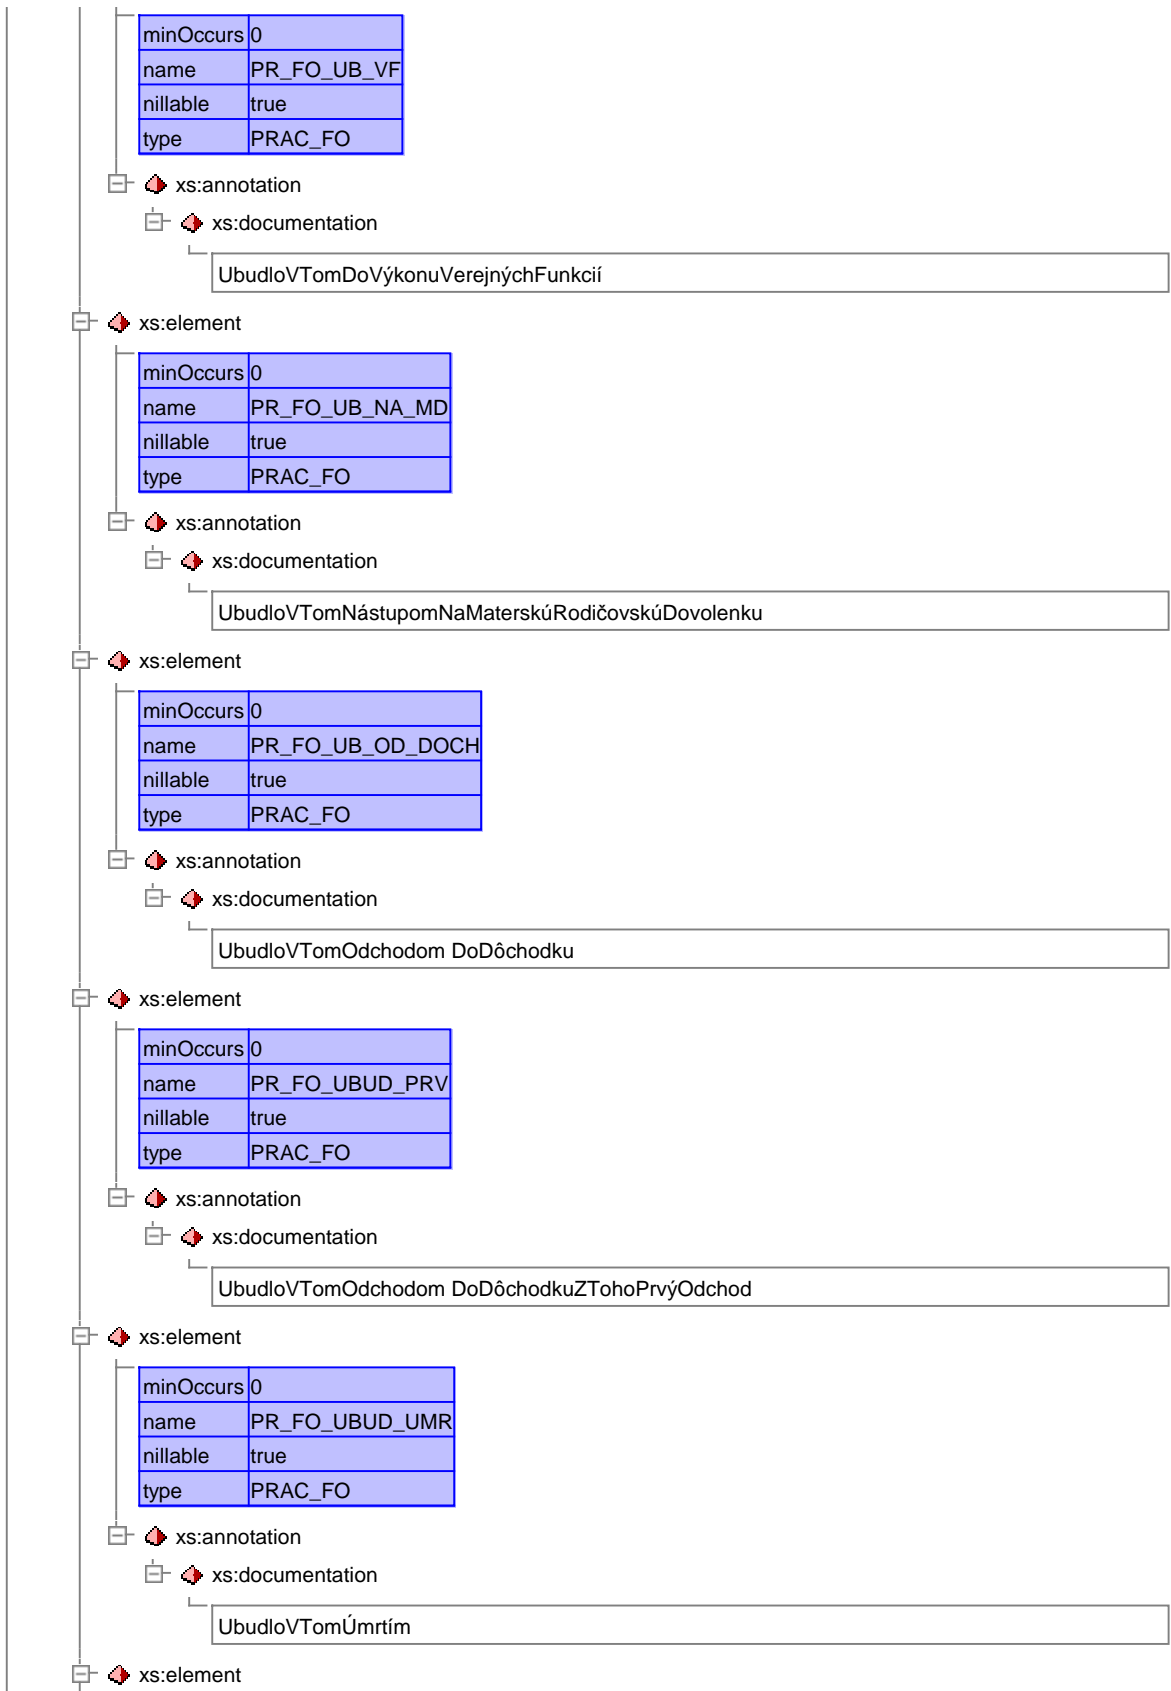 minOccurs 0
name PR_FO_UB_VF
nillable true
type PRAC_FO
xs:annotation
xs:documentation
UbudloVTomDoVýkonuVerejnýchFunkcií
xs:element
minOccurs 0
name PR_FO_UB_NA_MD
nillable true
type PRAC_FO
xs:annotation
xs:documentation
UbudloVTomNástupomNaMaterskúRodičovskúDovolenku
xs:element
minOccurs 0
name PR_FO_UB_OD_DOCH
nillable true
type PRAC_FO
xs:annotation
xs:documentation
UbudloVTomOdchodom DoDôchodku
xs:element
minOccurs 0
name PR_FO_UBUD_PRV
nillable true
type PRAC_FO
xs:annotation
xs:documentation
UbudloVTomOdchodom DoDôchodkuZTohoPrvýOdchod
xs:element
minOccurs 0
name PR_FO_UBUD_UMR
nillable true
type PRAC_FO
xs:annotation
xs:documentation
UbudloVTomÚmrtím
xs:element